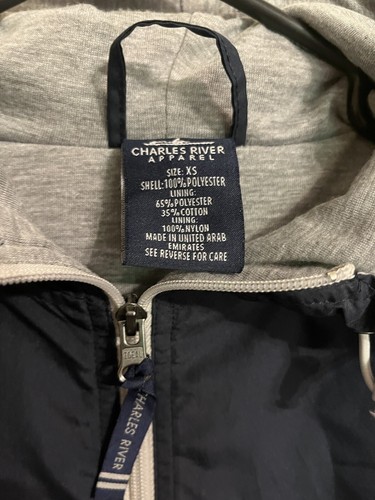 CHARLES RIVER
APPAREL
SIZE: XS
SHELL:100% POLYESTER
LINING:
65% POLYESTER
35% COTTON
LINING:
100% NYLON
MADE IN UNITED ARAB
EMIRATES
SEE REVERSE FOR CARE
CHARLES RIVER